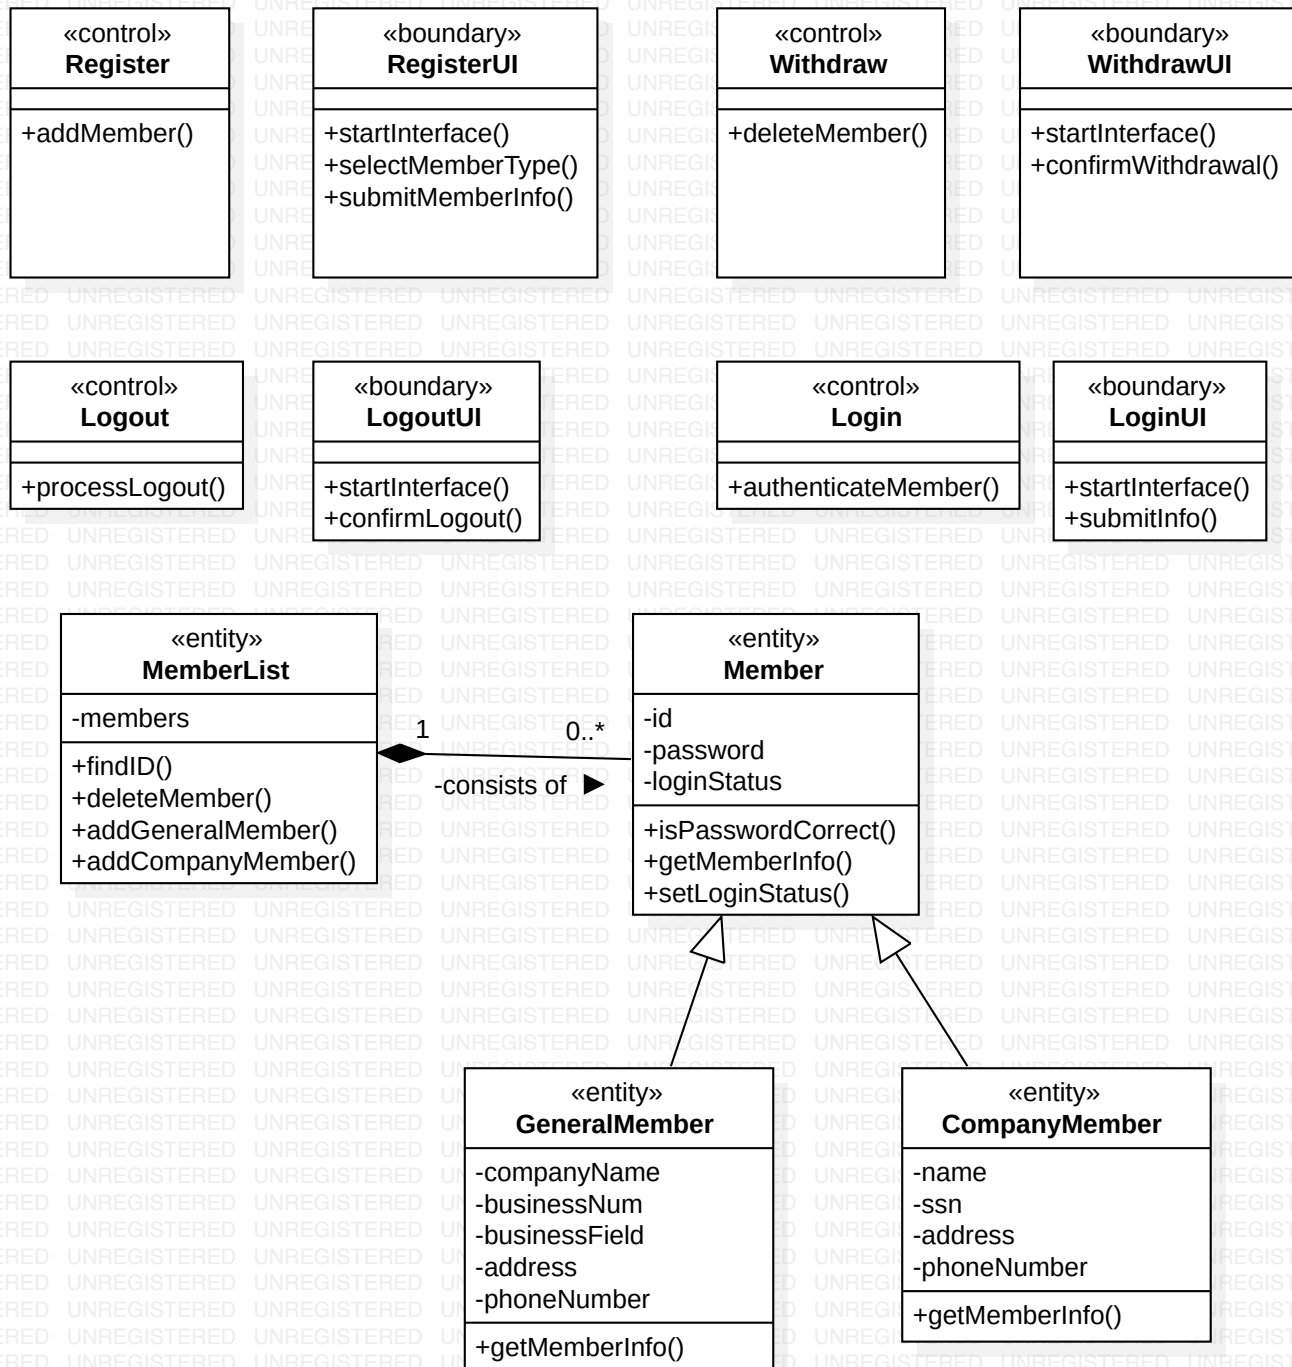 «control»
Register
+addMember()
«boundary»
RegisterUI
+startInterface()
+selectMemberType()
+submitMemberInfo()
«control»
Withdraw
+deleteMember()
«boundary»
WithdrawUI
+startInterface()
+confirmWithdrawal()
«control»
Logout
+processLogout()
«boundary»
LogoutUI
+startInterface()
+confirmLogout()
«control»
Login
+authenticateMember()
«boundary»
LoginUI
+startInterface()
+submitInfo()
«entity»
MemberList
-members
+findID()
+deleteMember()
+addGeneralMember()
+addCompanyMember()
1
0..*
-consists of ▶
«entity»
Member
-id
-password
-loginStatus
+isPasswordCorrect()
+getMemberInfo()
+setLoginStatus()
«entity»
GeneralMember
-companyName
-businessNum
-businessField
-address
-phoneNumber
+getMemberInfo()
«entity»
CompanyMember
-name
-ssn
-address
-phoneNumber
+getMemberInfo()
UNREGISTERED